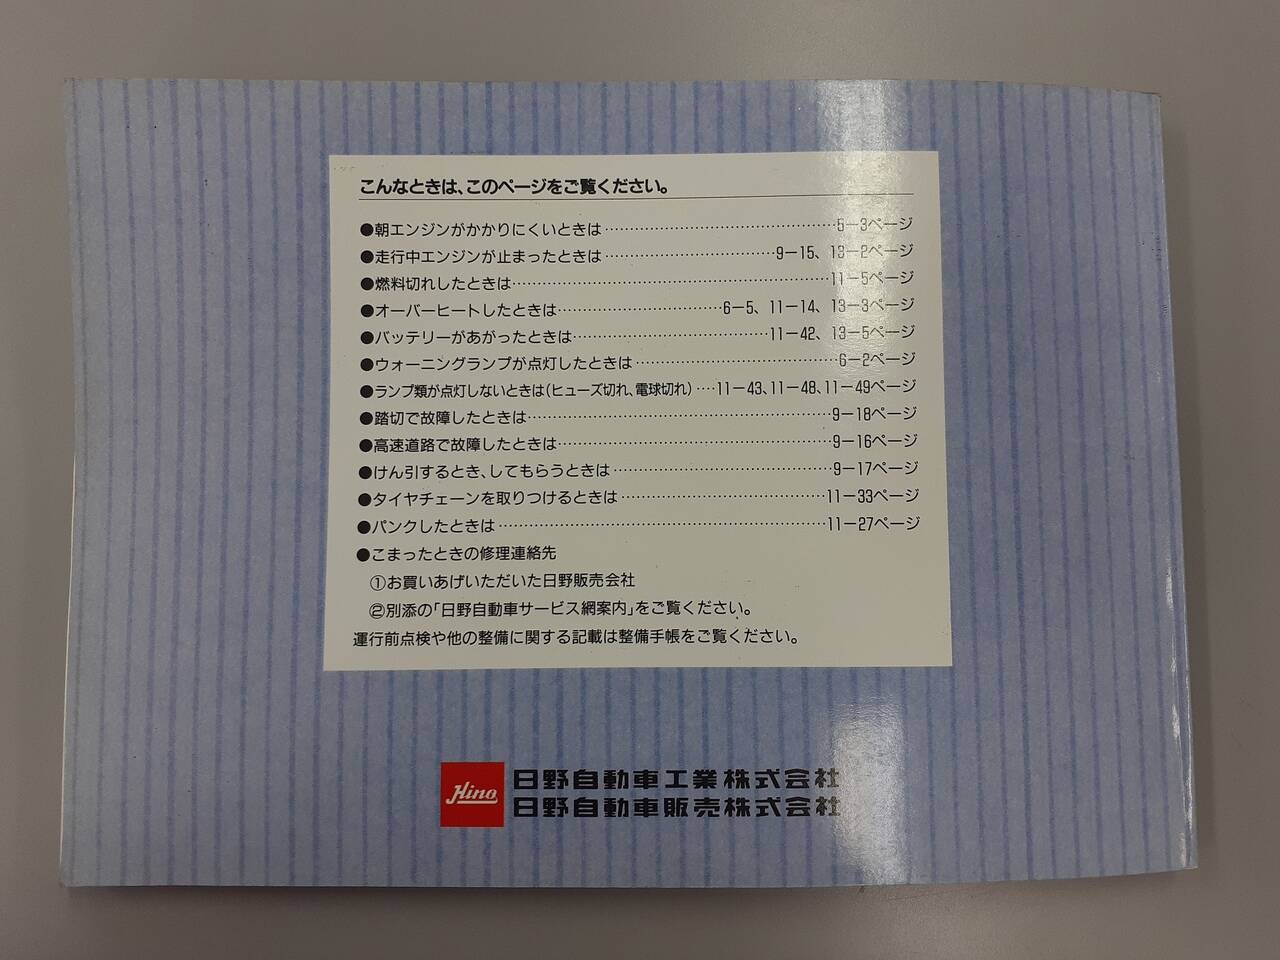 こんなときは、このページをご覧ください。
●朝エンジンがかかりにくいときは…………………………………………5－3ページ
●走行中エンジンが止まったときは……………………………9－15、13－2ページ
●燃料切れしたときは………………………………………………………11－5ページ
●オーバーヒートしたときは……………………………6－5、11－14、13－3ページ
●バッテリーがあがったときは…………………………………11－42、13－5ページ
●ウォーニングランプが点灯したときは……………………………………6－2ページ
●ランプ類が点灯しないときは(ヒューズ切れ、電球切れ)‥‥11－43、11－48、11－49ページ
●踏切で故障したときは……………………………………………………9－18ページ
●高速道路で故障したときは………………………………………………9－16ページ
●けん引するとき、してもらうときは……………………………………9－17ページ
●タイヤチェーンを取りつけるときは……………………………………11－33ページ
●パンクしたときは…………………………………………………………11－27ページ
●こまったときの修理連絡先
①お買いあげいただいた日野販売会社
②別添の「日野自動車サービス網案内」をご覧ください。
運行前点検や他の整備に関する記載は整備手帳をご覧ください。
Hino 日野自動車工業株式会社
日野自動車販売株式会社